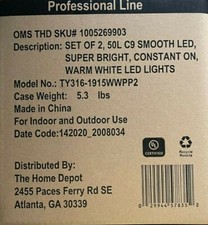 Professional Line
OMS THD SKU# 1005269903
Description: SET OF 2, 50L C9 SMOOTH LED,
SUPER BRIGHT, CONSTANT ON,
WARM WHITE LED LIGHTS
Model: TY316-1915WWPP2
Case Weight: 5.3 lbs
Made in China
For Indoor and Outdoor Use
Date Code: 142020_2008034
Distributed By:
The Home Depot
2455 Paces Ferry Rd SE
Atlanta, GA 30339
UL